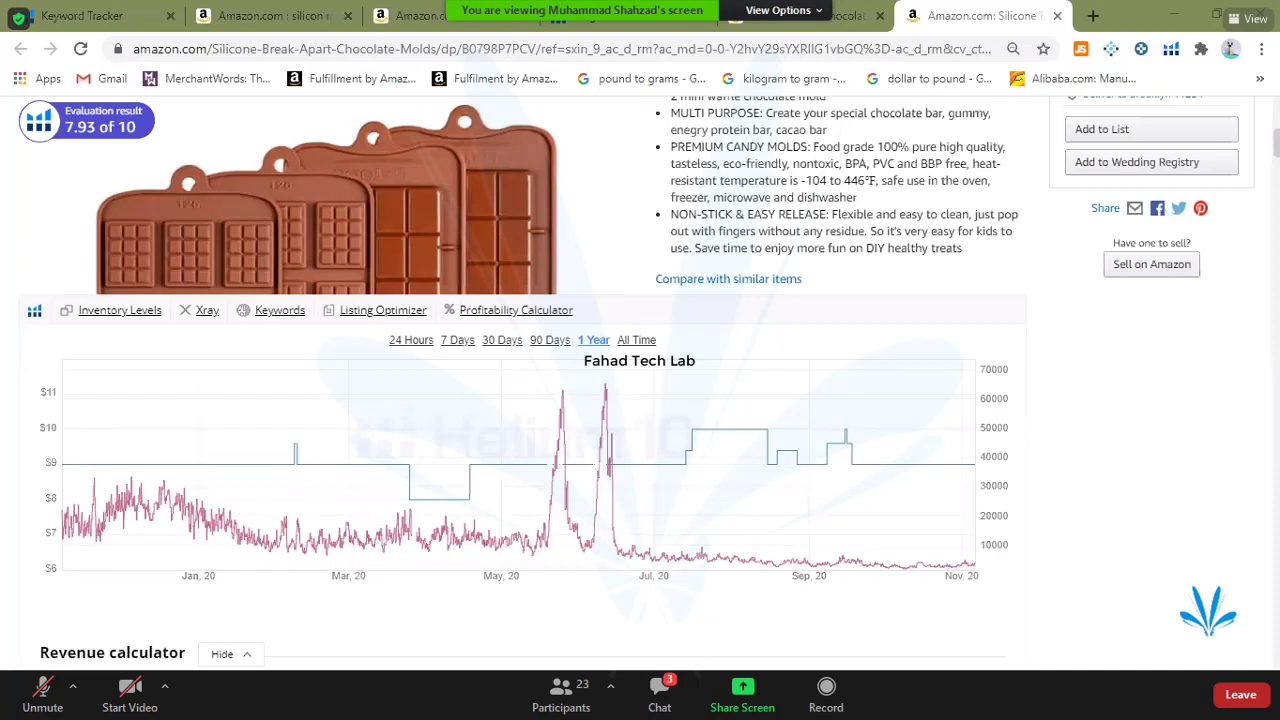 You are viewing Muhammad Shahzad's screen
View Options
View
Keyword Tracker
Amazon.com : silicon
Amazon.co
Amazon.com: Silicone B
amazon.com/Silicone-Break-Apart-Chocolate-Molds/dp/B0798P7PCV/ref=sxin_9_ac_d_rm?ac_md=0-0-Y2hvY29sYXRlIG1vbGQ%3D-ac_d_rm&cv_ct...
Apps
Gmail
MerchantWords: Th...
Fulfillment by Amaz...
Fulfilment by Amaz...
pound to grams - G...
kilogram to gram -...
dollar to pound - G...
Alibaba.com: Manu...
»
Evaluation result
7.93 of 10
2 mini waffle chocolate mold
MULTI PURPOSE: Create your special chocolate bar, gummy,
enegry protein bar, cacao bar
PREMIUM CANDY MOLDS: Food grade 100% pure high quality,
tasteless, eco-friendly, nontoxic, BPA, PVC and BBP free, heat-
resistant temperature is -104 to 446°F, safe use in the oven,
freezer, microwave and dishwasher
NON-STICK & EASY RELEASE: Flexible and easy to clean, just pop
out with fingers without any residue. So it's very easy for kids to
use. Save time to enjoy more fun on DIY healthy treats
Compare with similar items
Add to List
Add to Wedding Registry
Share
Have one to sell?
Sell on Amazon
Inventory Levels
Xray
Keywords
Listing Optimizer
Profitability Calculator
24 Hours 7 Days 30 Days 90 Days 1 Year All Time
Fahad Tech Lab
Helium 10
$11
$10
$9
$8
$7
$6
70000
60000
50000
40000
30000
20000
10000
Jan, 20
Mar, 20
May, 20
Jul, 20
Sep, 20
Nov, 20
Revenue calculator
Hide
Unmute
Start Video
23
Participants
3
Chat
Share Screen
Record
Leave